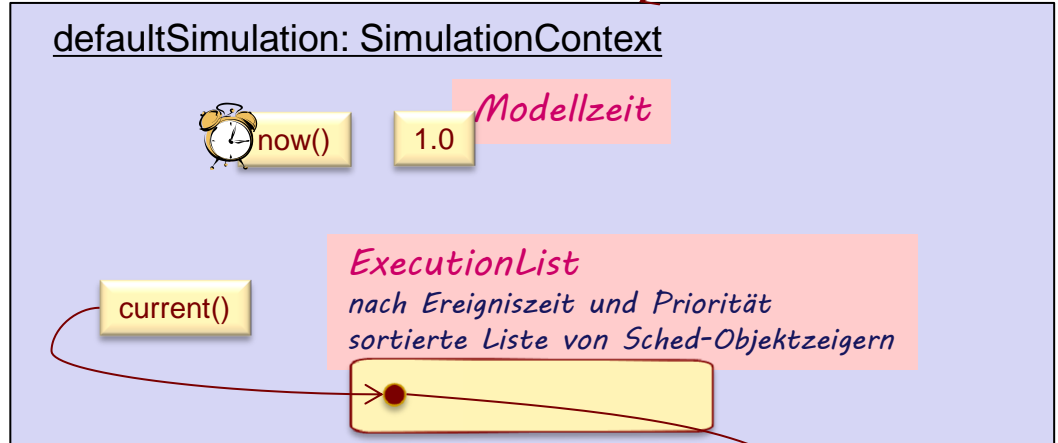 defaultSimulation: SimulationContext
now()
1.0
Modellzeit
ExecutionList
current()
nach Ereigniszeit und Priorität
sortierte Liste von Sched-Objektzeigern